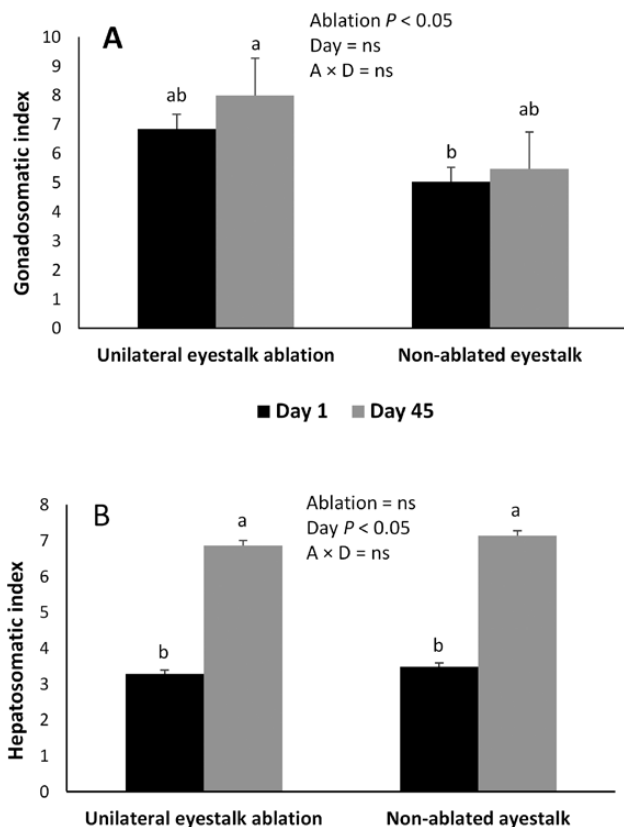 A
Ablation P < 0.05
Day = ns
A × D = ns
Gonadosomatic index
10
9
8
7
6
5
4
3
2
1
0
ab
a
b
ab
Unilateral eyestalk ablation
Non-ablated eyestalk
Day 1 Day 45
B
Ablation = ns
Day P < 0.05
A × D = ns
Hepatosomatic index
8
7
6
5
4
3
2
1
0
b
a
b
a
Unilateral eyestalk ablation
Non-ablated ayestalk